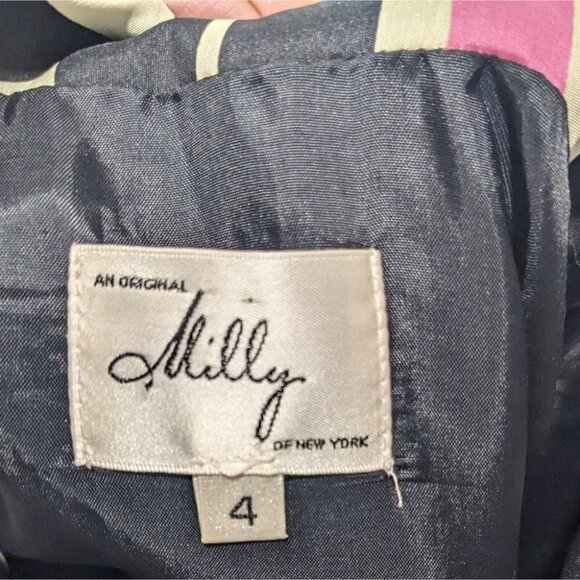 AN ORIGINAL
Milly
OF NEW YORK
4